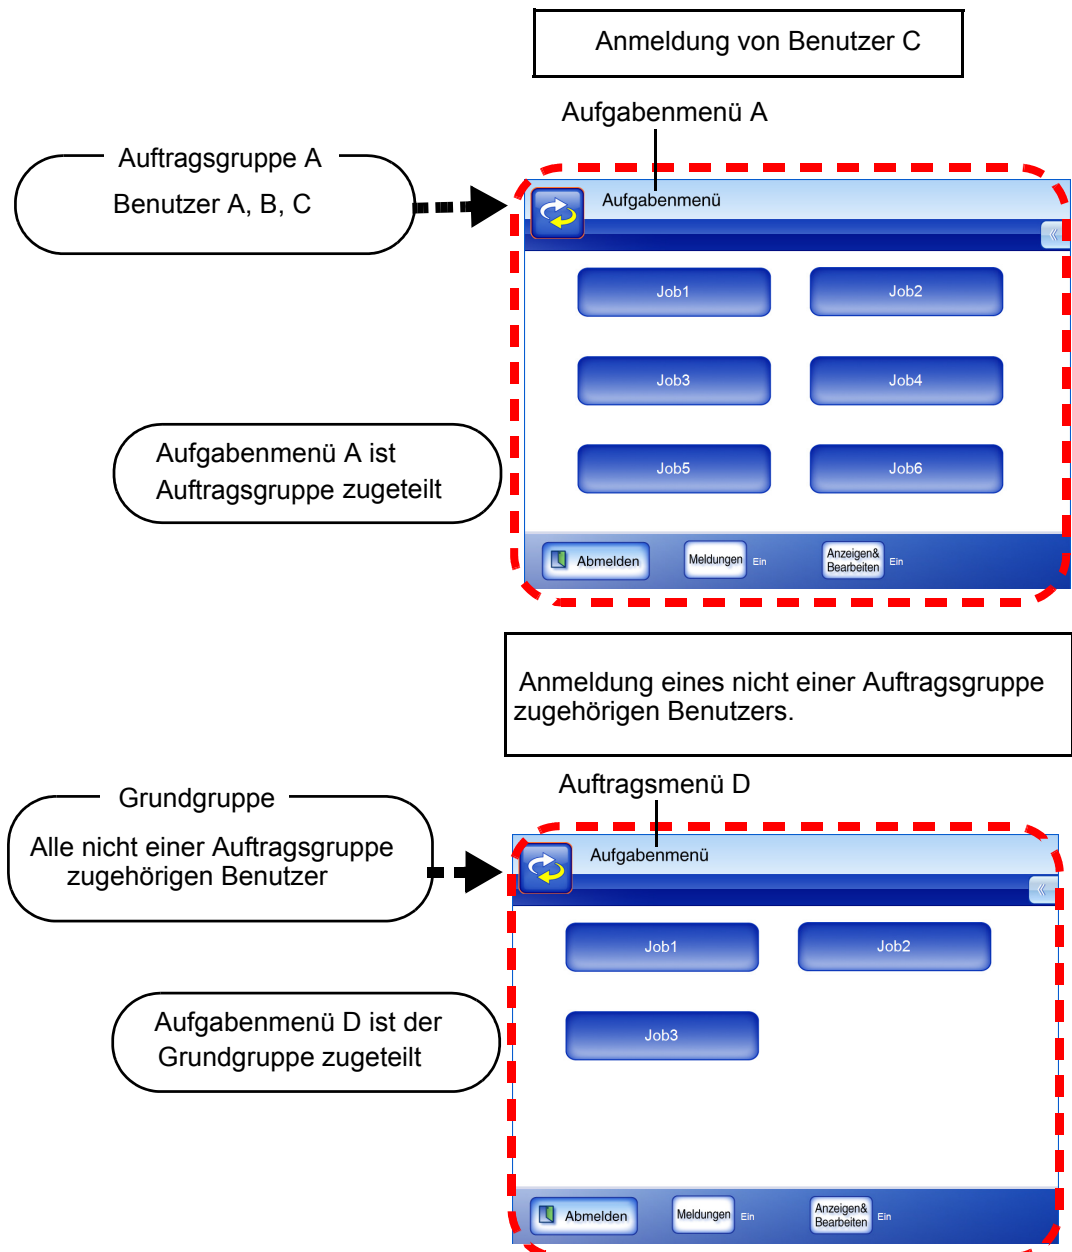 Anmeldung von Benutzer C
Aufgabenmenü A
Auftragsgruppe A
Benutzer A, B, C
Aufgabenmenü
Job1
Job2
Job3
Job4
Aufgabenmenü A ist
Auftragsgruppe zugeteilt
Job5
Job6
Abmelden
Meldungen
Ein
Anzeigen&
Bearbeiten
Ein
Anmeldung eines nicht einer Auftragsgruppe
zugehörigen Benutzers.
Auftragsmenü D
Grundgruppe
Alle nicht einer Auftragsgruppe
zugehörigen Benutzer
Aufgabenmenü
Job1
Job2
Job3
Aufgabenmenü D ist der
Grundgruppe zugeteilt
Abmelden
Meldungen
Ein
Anzeigen&
Bearbeiten
Ein